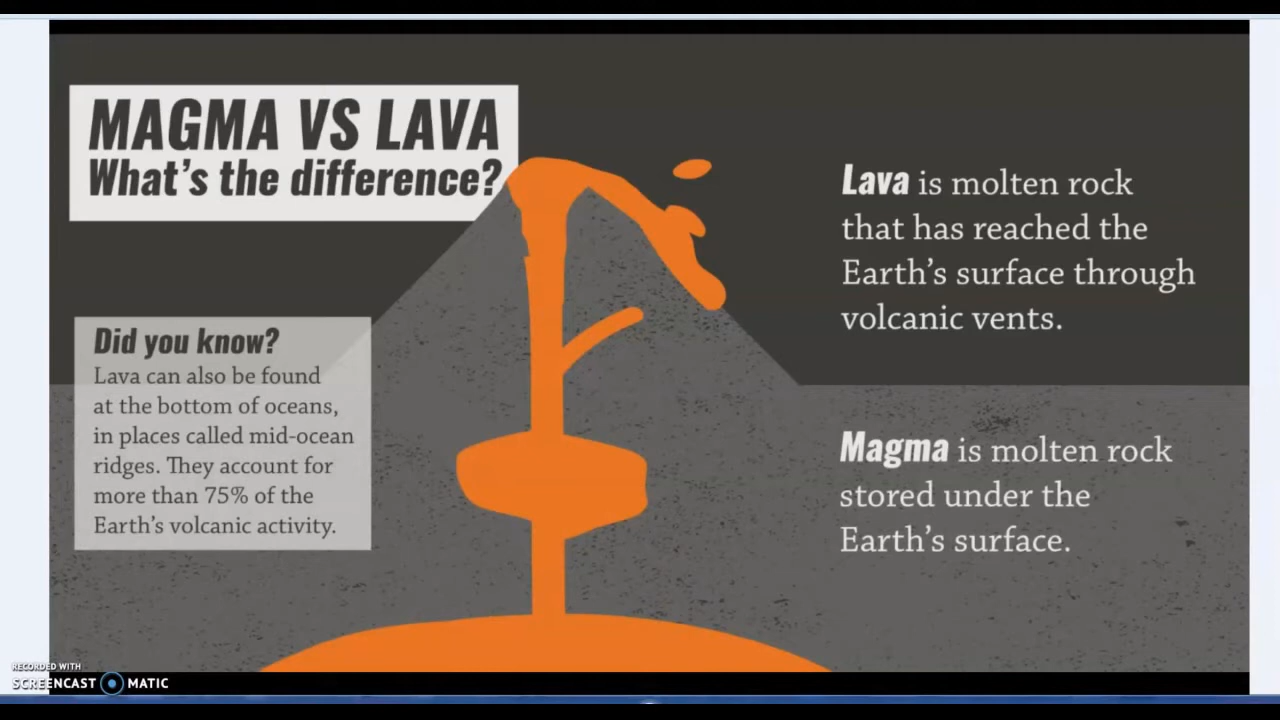 MAGMA VS LAVA
What's the difference?
Lava is molten rock
that has reached the
Earth's surface through
volcanic vents.
Did you know?
Lava can also be found
at the bottom of oceans,
in places called mid-ocean
ridges. They account for
more than 75% of the
Earth's volcanic activity.
Magma is molten rock
stored under the
Earth's surface.
RECORDED WITH
SCREENCAST MATIC